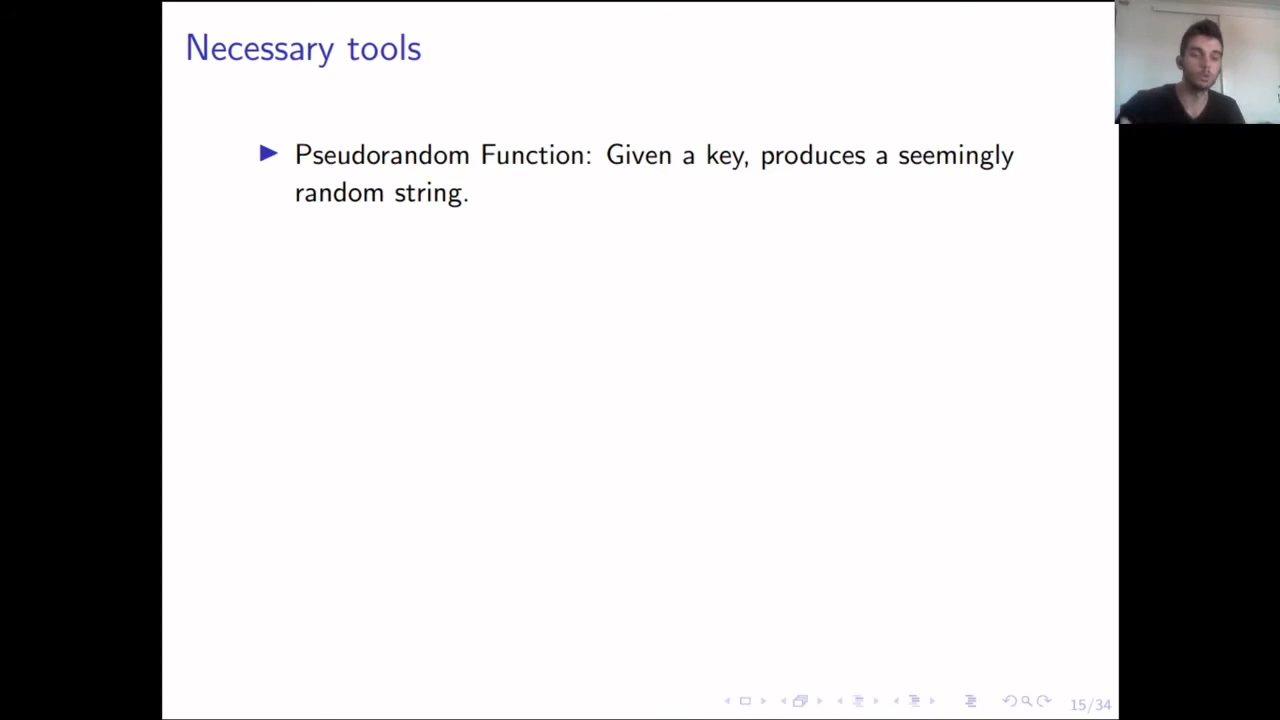 Necessary tools
Pseudorandom Function: Given a key, produces a seemingly
random string.
15/34